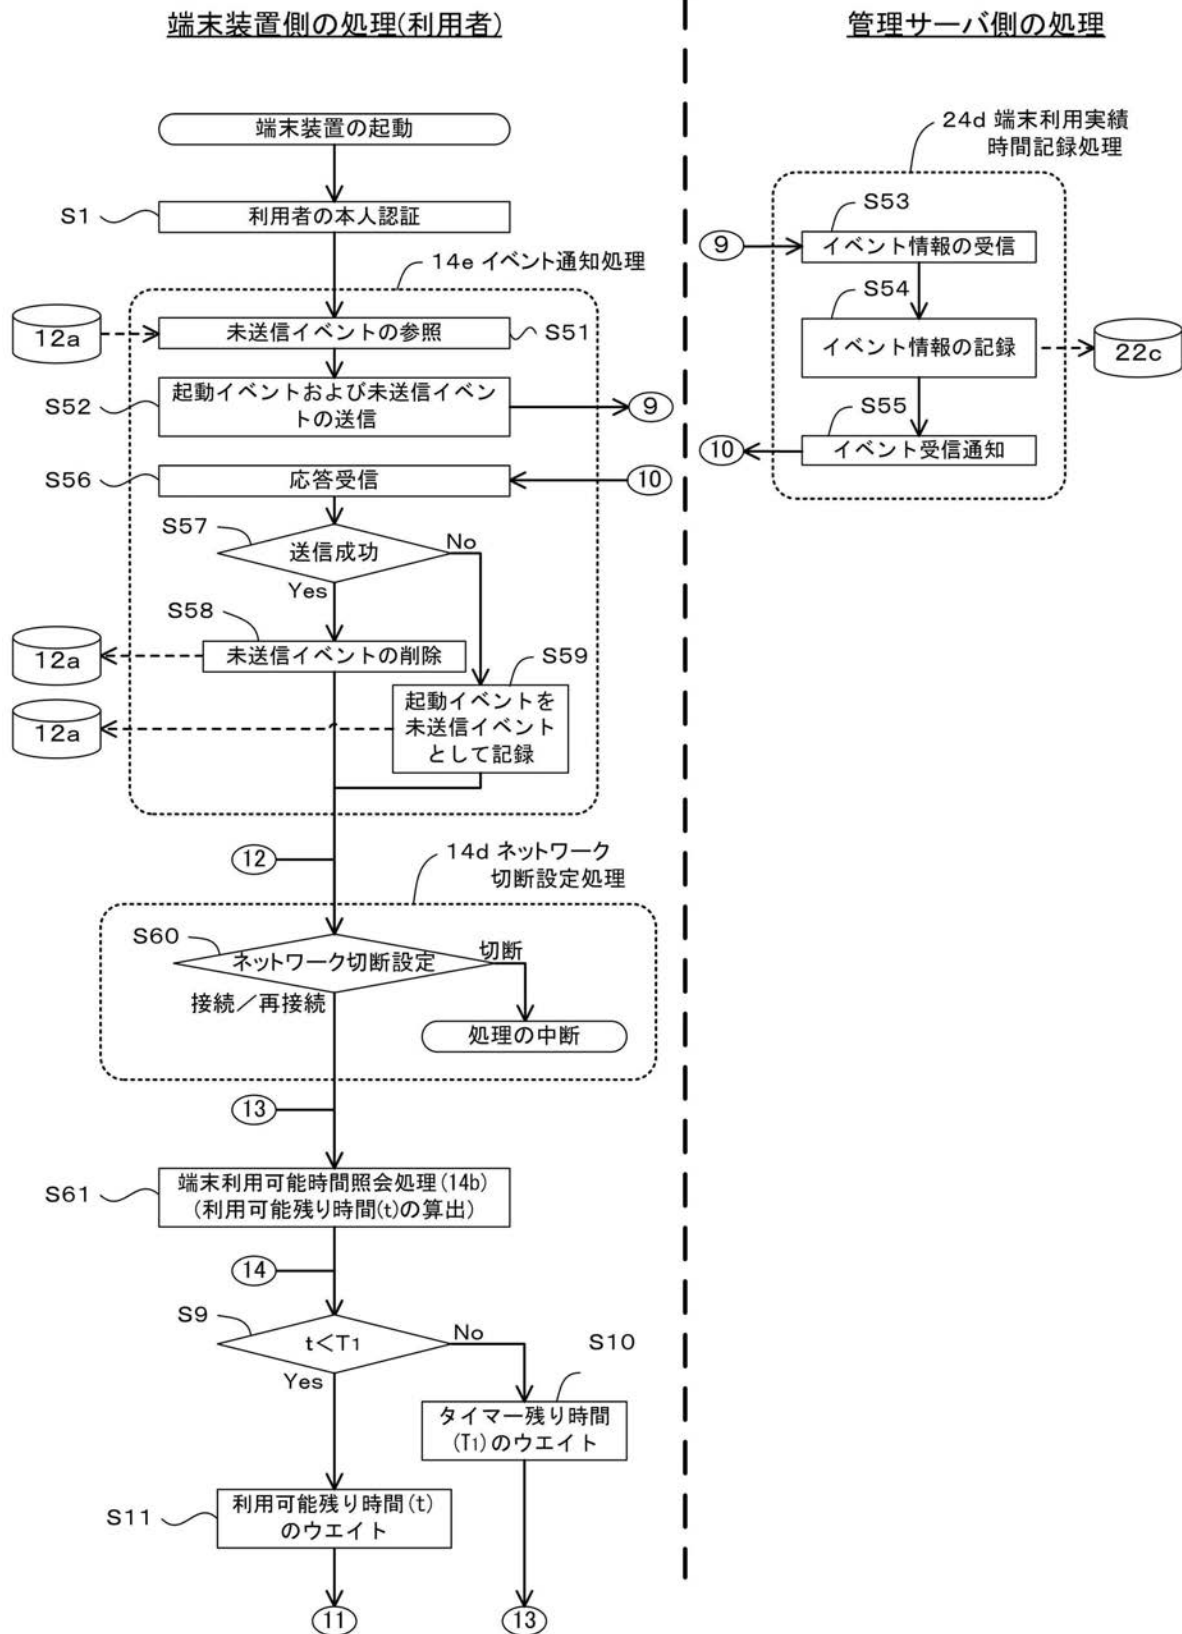 端末装置側の処理(利用者)
端末装置の起動
S1
利用者の本人認証
14e イベント通知処理
12a
未送信イベントの参照
S51
S52
起動イベントおよび未送信イベン
トの送信
9
S56
応答受信
10
S57
送信成功
No
Yes
S58
12a
未送信イベントの削除
S59
12a
起動イベントを
未送信イベント
として記録
12
14d ネットワーク
切断設定処理
S60
ネットワーク切断設定
切断
接続／再接続
処理の中断
13
S61
端末利用可能時間照会処理(14b)
(利用可能残り時間(t)の算出)
14
S9
t<T1
No
Yes
S10
タイマー残り時間
(T1)のウエイト
S11
利用可能残り時間(t)
のウエイト
11
13
管理サーバ側の処理
24d 端末利用実績
時間記録処理
S53
9
イベント情報の受信
S54
イベント情報の記録
22c
S55
10
イベント受信通知